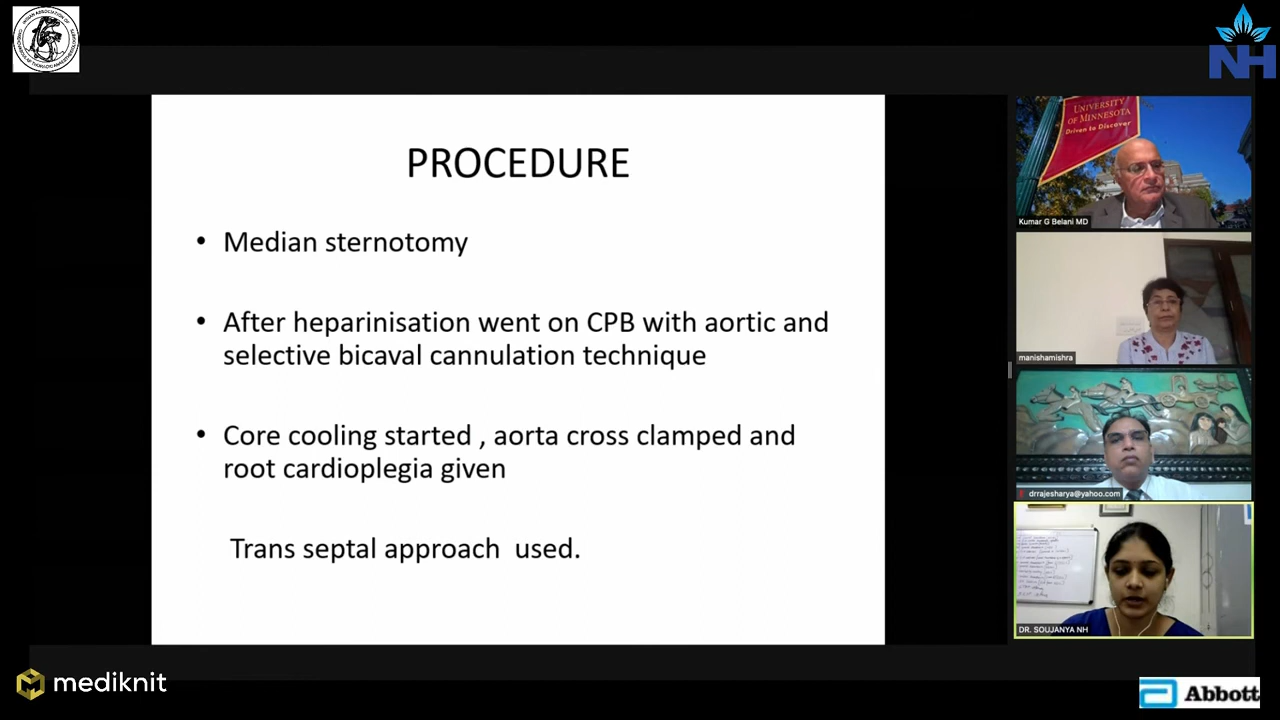 NH
PROCEDURE
• Median sternotomy
• After heparinisation went on CPB with aortic and
selective bicaval cannulation technique
• Core cooling started , aorta cross clamped and
root cardioplegia given
Trans septal approach used.
UNIVERSITY
OF MINNESOTA
Driven to Discover
Kumar G Belani MD
manishamishra
drrajesharya@yahoo.com
DR. SOUJANYA NH
mediknit
Abbott